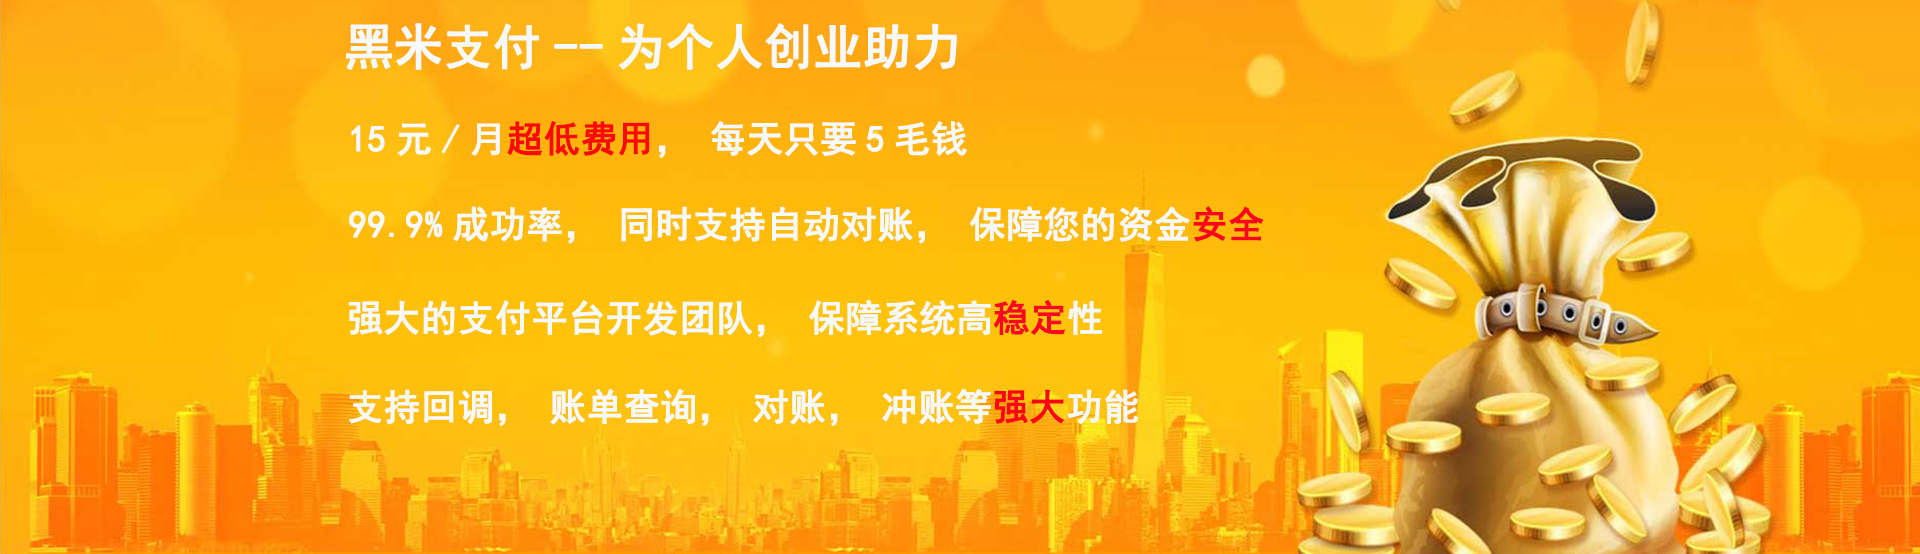 黑米支付 -- 为个人创业助力
15 元 / 月超低费用， 每天只要 5 毛钱
99.9% 成功率， 同时支持自动对账， 保障您的资金安全
强大的支付平台开发团队， 保障系统高稳定性
支持回调， 账单查询， 对账， 冲账等强大功能